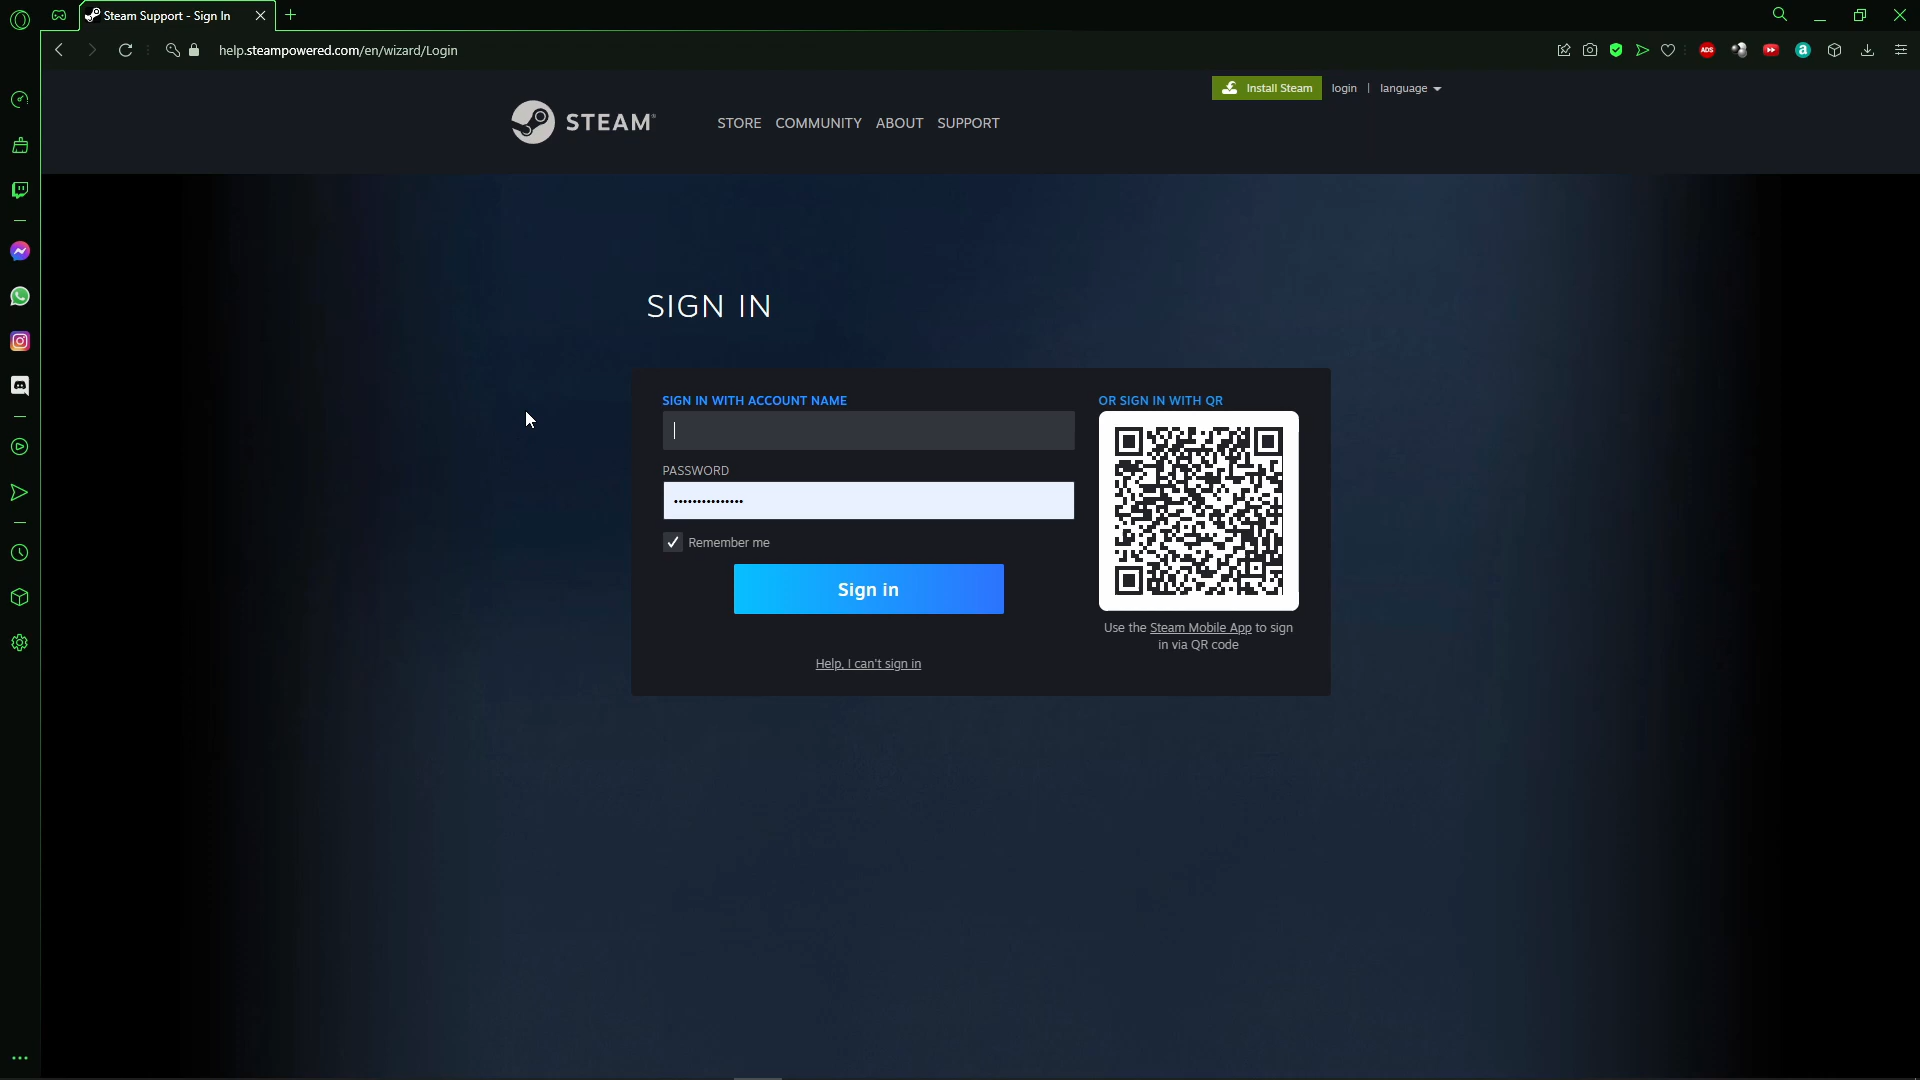 Steam Support - Sign In
help.steampowered.com/en/wizard/Login
ADS
a
Install Steam
login | language
STEAM®
STORE COMMUNITY ABOUT SUPPORT
SIGN IN
SIGN IN WITH ACCOUNT NAME
OR SIGN IN WITH QR
PASSWORD
•••••••••••••••
Remember me
Sign in
Use the Steam Mobile App to sign
in via QR code
Help, I can't sign in